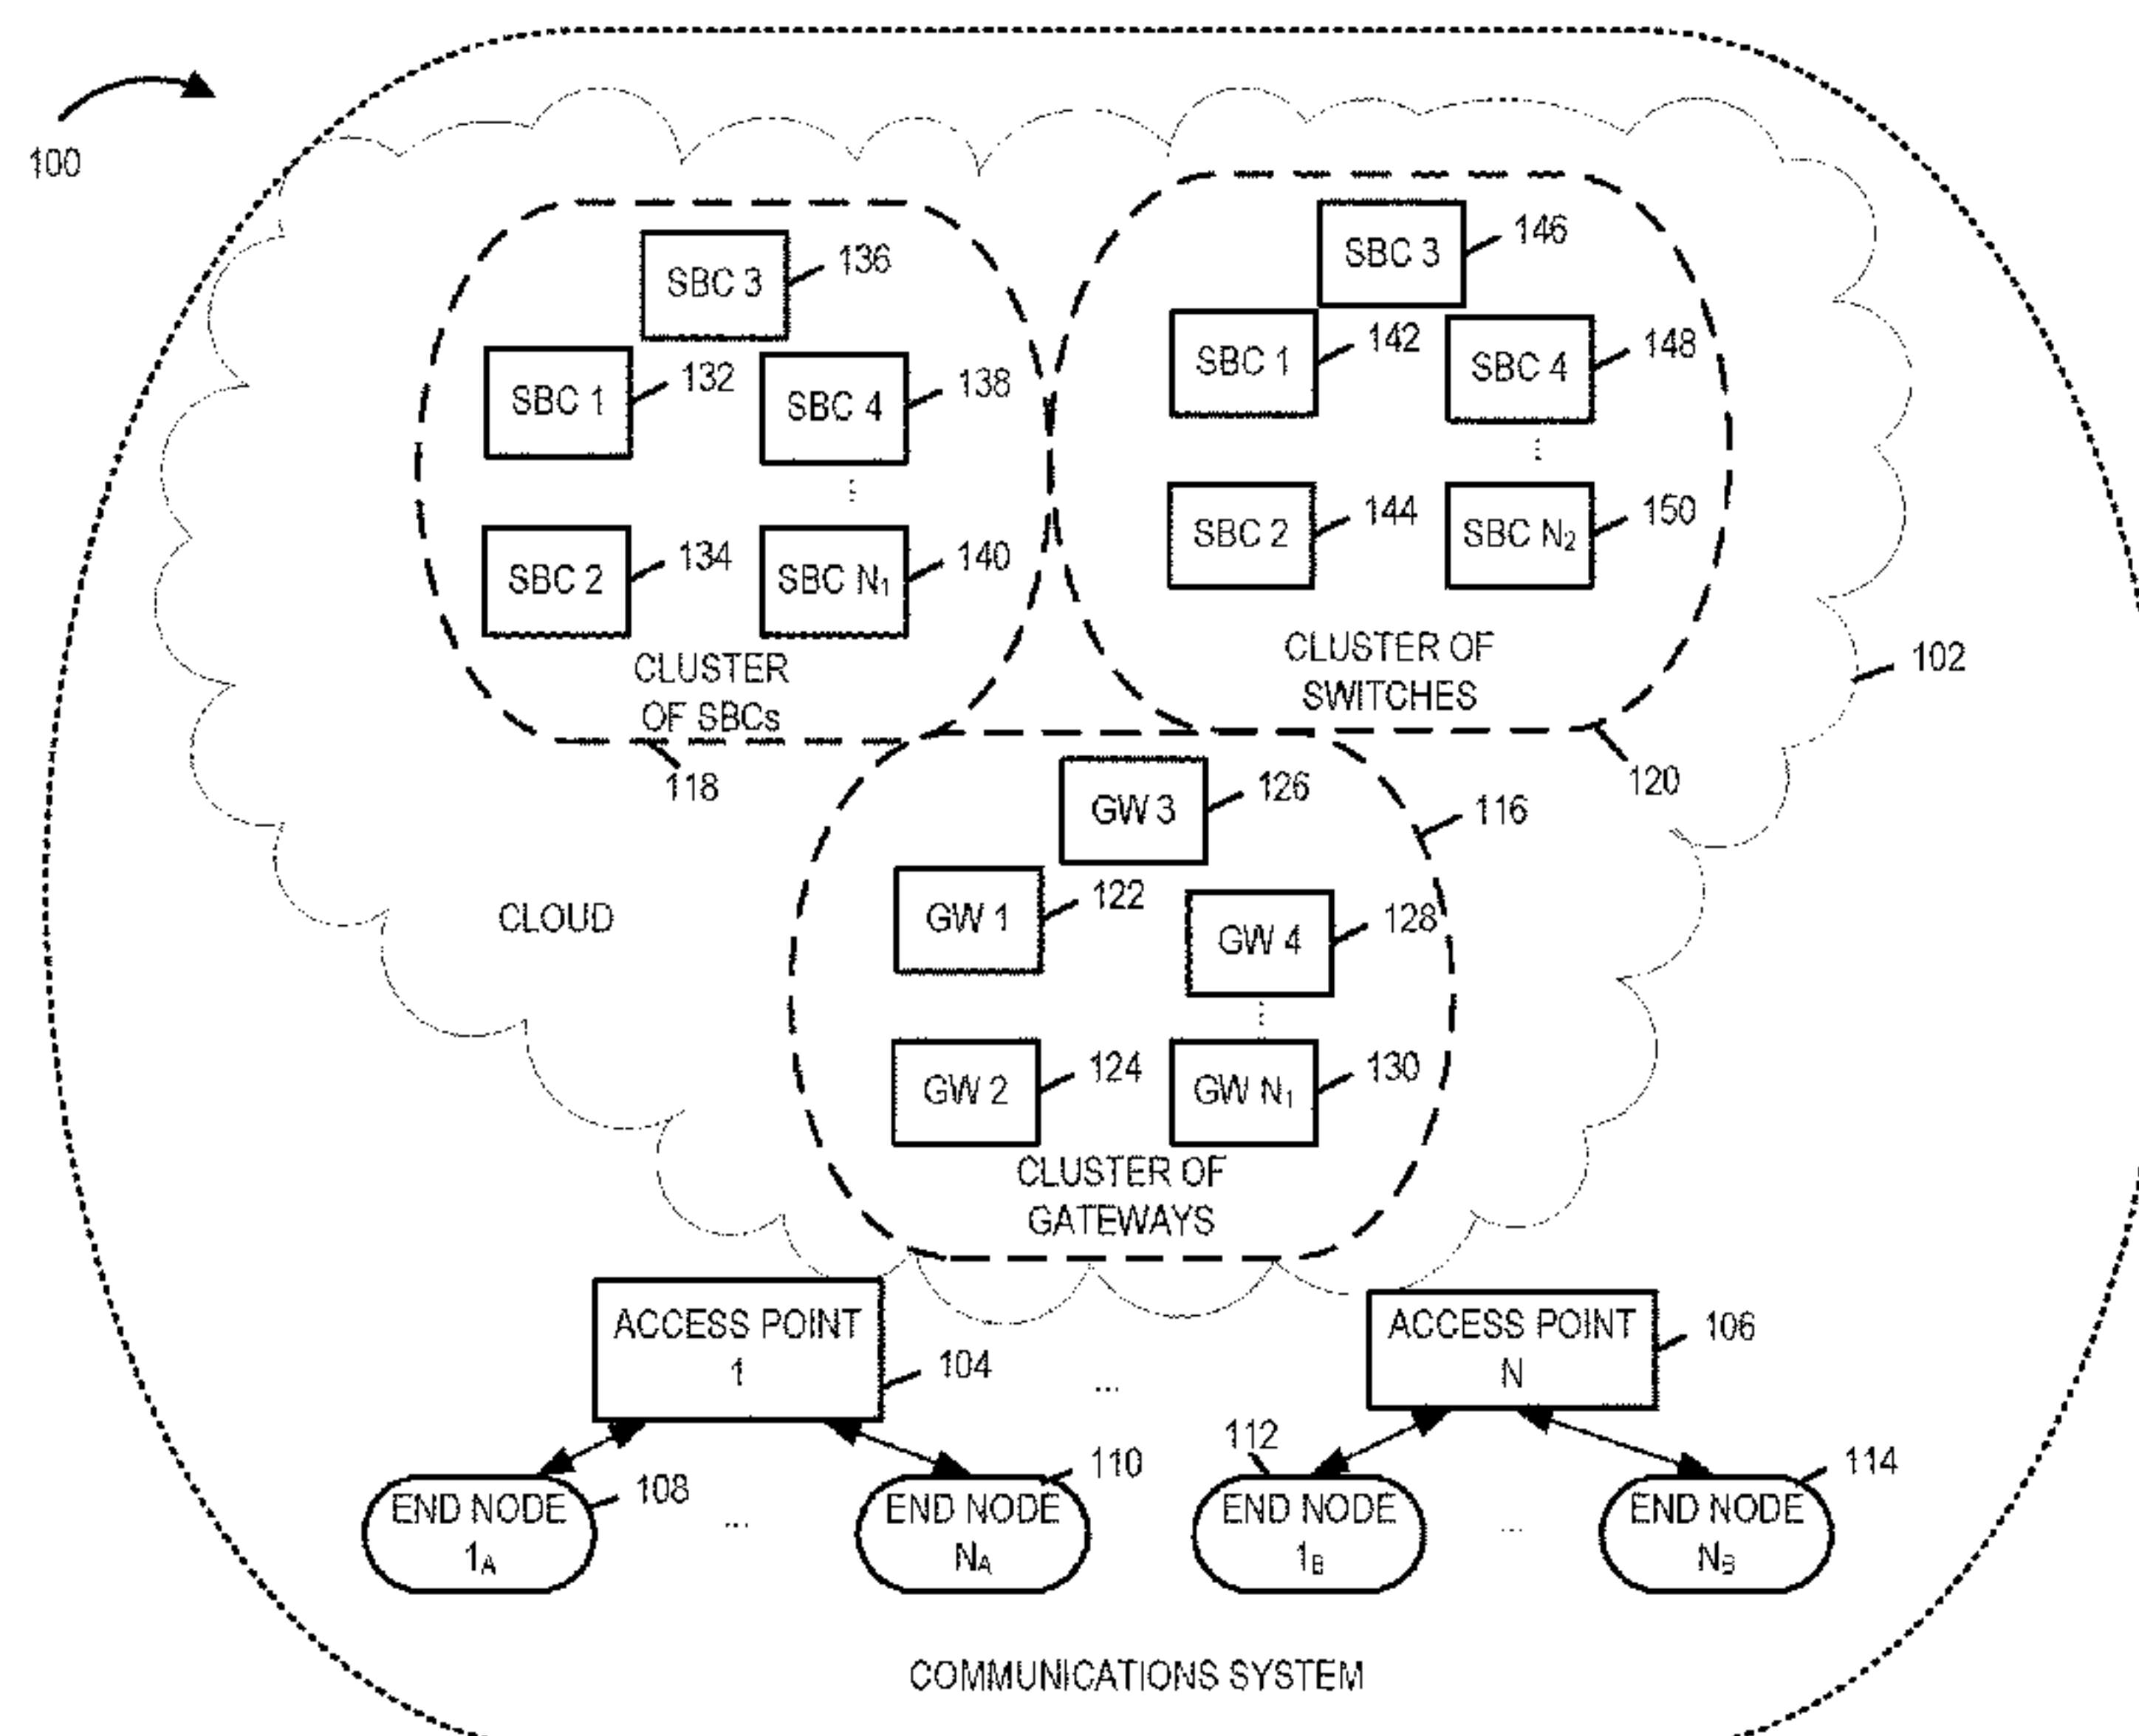 100
SBC 3
136
SBC 1
132
SBC 4
138
⋮
SBC 2
134
SBC N₁
140
CLUSTER
OF SBCs
118
SBC 3
146
SBC 1
142
SBC 4
148
⋮
SBC 2
144
SBC N₂
150
CLUSTER OF
SWITCHES
120
102
CLOUD
GW 3
126
116
GW 1
122
GW 4
128
⋮
GW 2
124
GW N₁
130
CLUSTER OF
GATEWAYS
ACCESS POINT
1
104
...
ACCESS POINT
N
106
END NODE
1A
108
...
END NODE
NA
110
112
END NODE
1B
...
END NODE
NB
114
COMMUNICATIONS SYSTEM